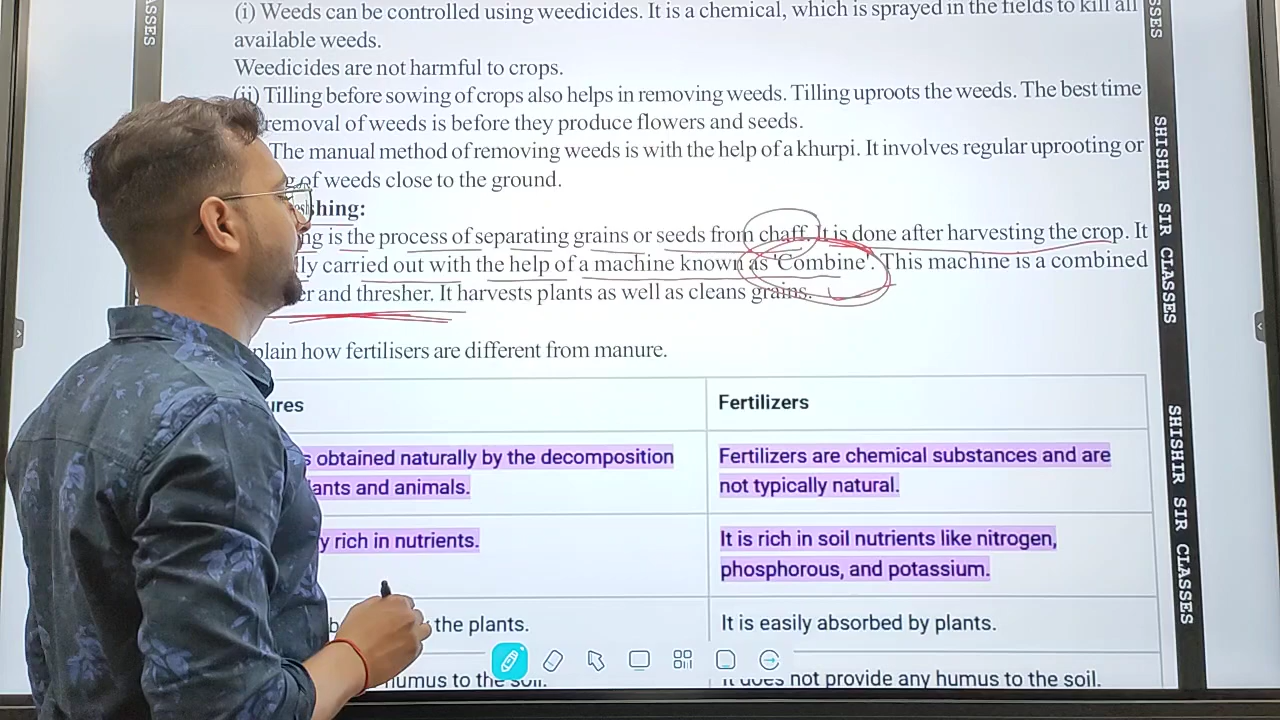 (i) Weeds can be controlled using weedicides. It is a chemical, which is sprayed in the fields to kill all
available weeds.
Weedicides are not harmful to crops.
(ii) Tilling before sowing of crops also helps in removing weeds. Tilling uproots the weeds. The best time
removal of weeds is before they produce flowers and seeds.
The manual method of removing weeds is with the help of a khurpi. It involves regular uprooting or
of weeds close to the ground.
shing:
ng is the process of separating grains or seeds from chaff. It is done after harvesting the crop. It
ly carried out with the help of a machine known as 'Combine'. This machine is a combined
er and thresher. It harvests plants as well as cleans grains.
plain how fertilisers are different from manure.
ures
Fertilizers
s obtained naturally by the decomposition
ants and animals.
Fertilizers are chemical substances and are
not typically natural.
y rich in nutrients.
It is rich in soil nutrients like nitrogen,
phosphorous, and potassium.
the plants.
It is easily absorbed by plants.
humus to the soil.
It does not provide any humus to the soil.
ASSES
SSES
SHISHIR SIR CLASSES
SHISHIR SIR CLASSES